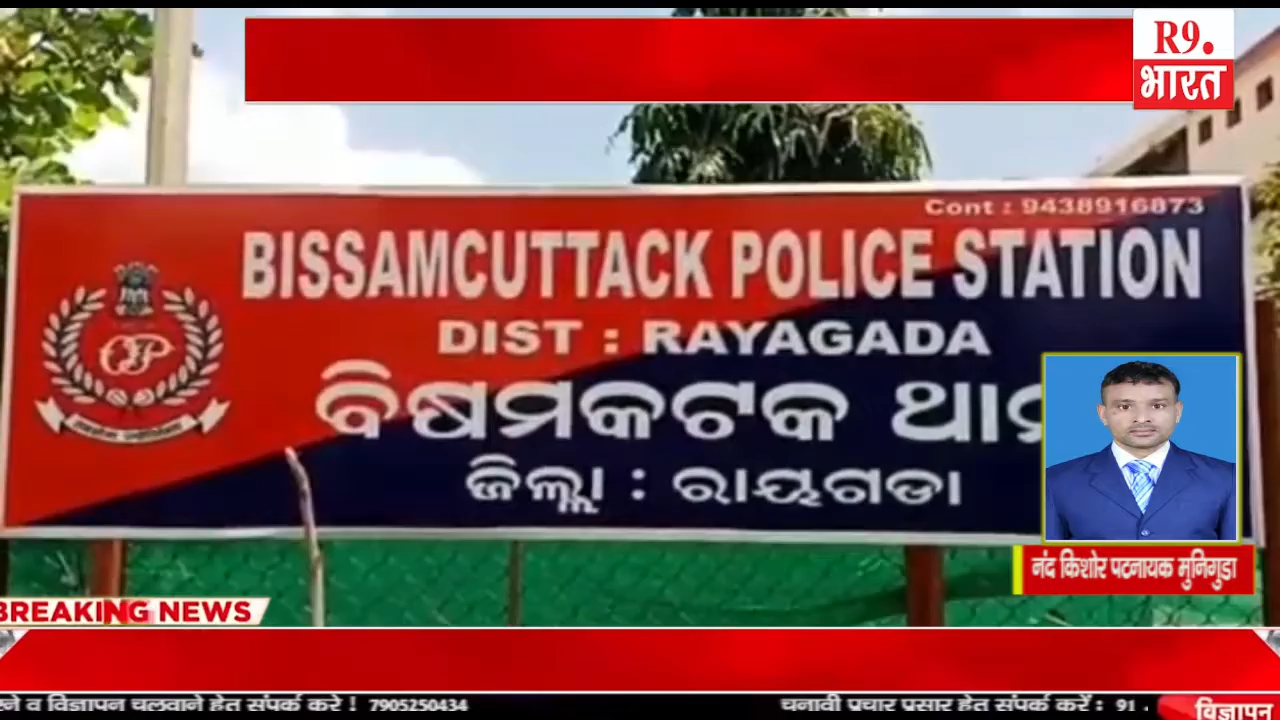 R9.
भारत
Cont : 9438916873
BISSAMCUTTACK POLICE STATION
DIST : RAYAGADA
ବିଷମକଟକ
ଜିଲ୍ଲା : ରାୟଗଡା
नंद किशोर पटनायक मुनिगुडा
BREAKING NEWS
व विज्ञापन चलवाने हेतु संपर्क करे ! 7905250434
चनावी प्रचार प्रसार हेत संपर्क करें : 91
विज्ञापन